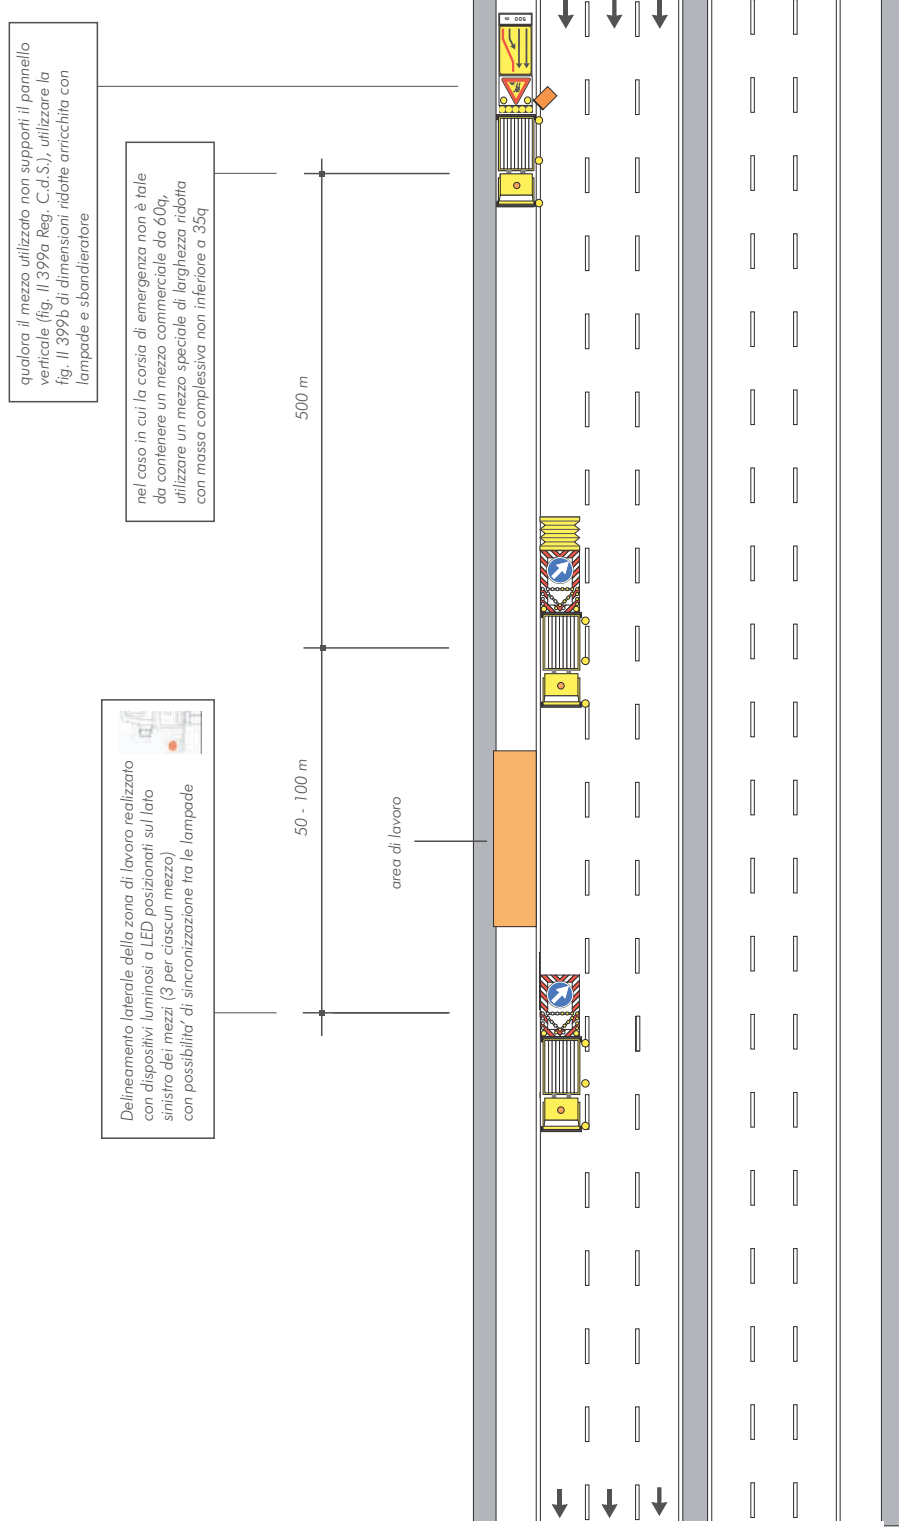 qualora il mezzo utilizzato non supporti il pannello
verticale (fig. II 399a Reg. C.d.S.), utilizzare la
fig. II 399b di dimensioni ridotte arricchita con
lampade e sbandieratore
nel caso in cui la corsia di emergenza non è tale
da contenere un mezzo commerciale da 60q,
utilizzare un mezzo speciale di larghezza ridotta
con massa complessiva non inferiore a 35q
Delineamento laterale della zona di lavoro realizzato
con dispositivi luminosi a LED posizionati sul lato
sinistro dei mezzi (3 per ciascun mezzo)
con possibilita' di sincronizzazione tra le lampade
500 m
50 - 100 m
area di lavoro
500 m